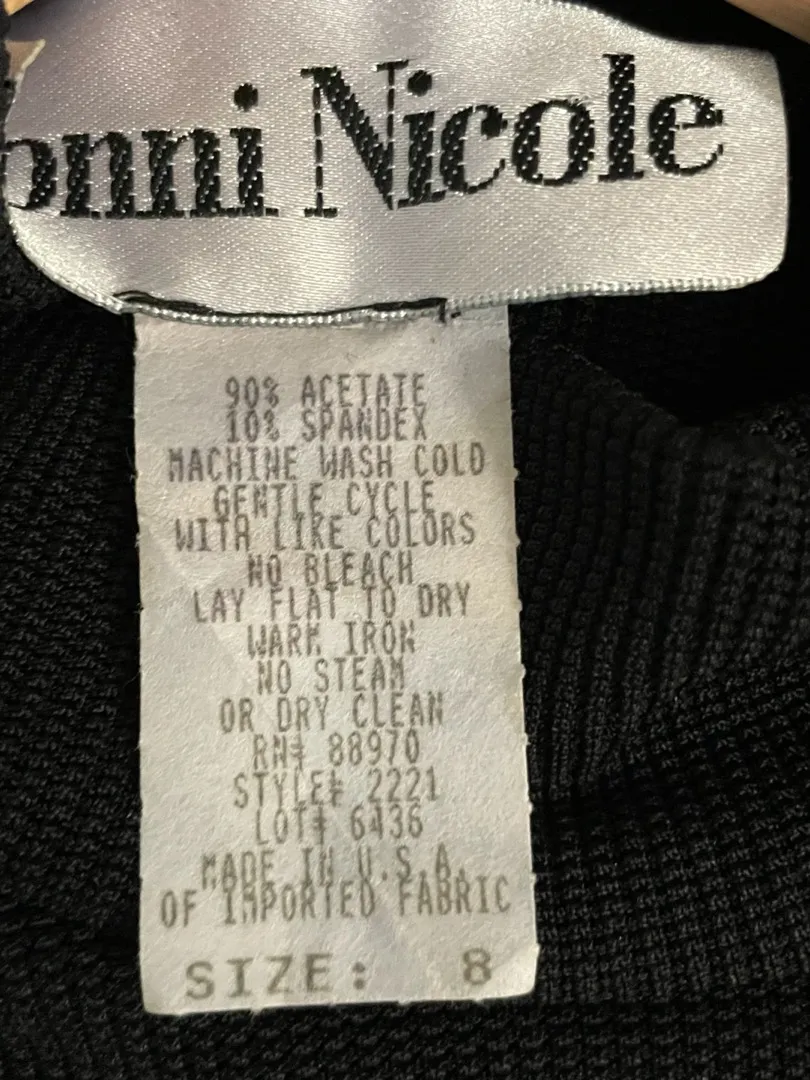 onni Nicole
90% ACETATE
10% SPANDEX
MACHINE WASH COLD
GENTLE CYCLE
WITH LIKE COLORS
NO BLEACH
LAY FLAT TO DRY
WARM IRON
NO STEAM
OR DRY CLEAN
RN# 88970
STYLE# 2221
LOT# 6436
MADE IN U.S.A.
OF IMPORTED FABRIC
SIZE: 8